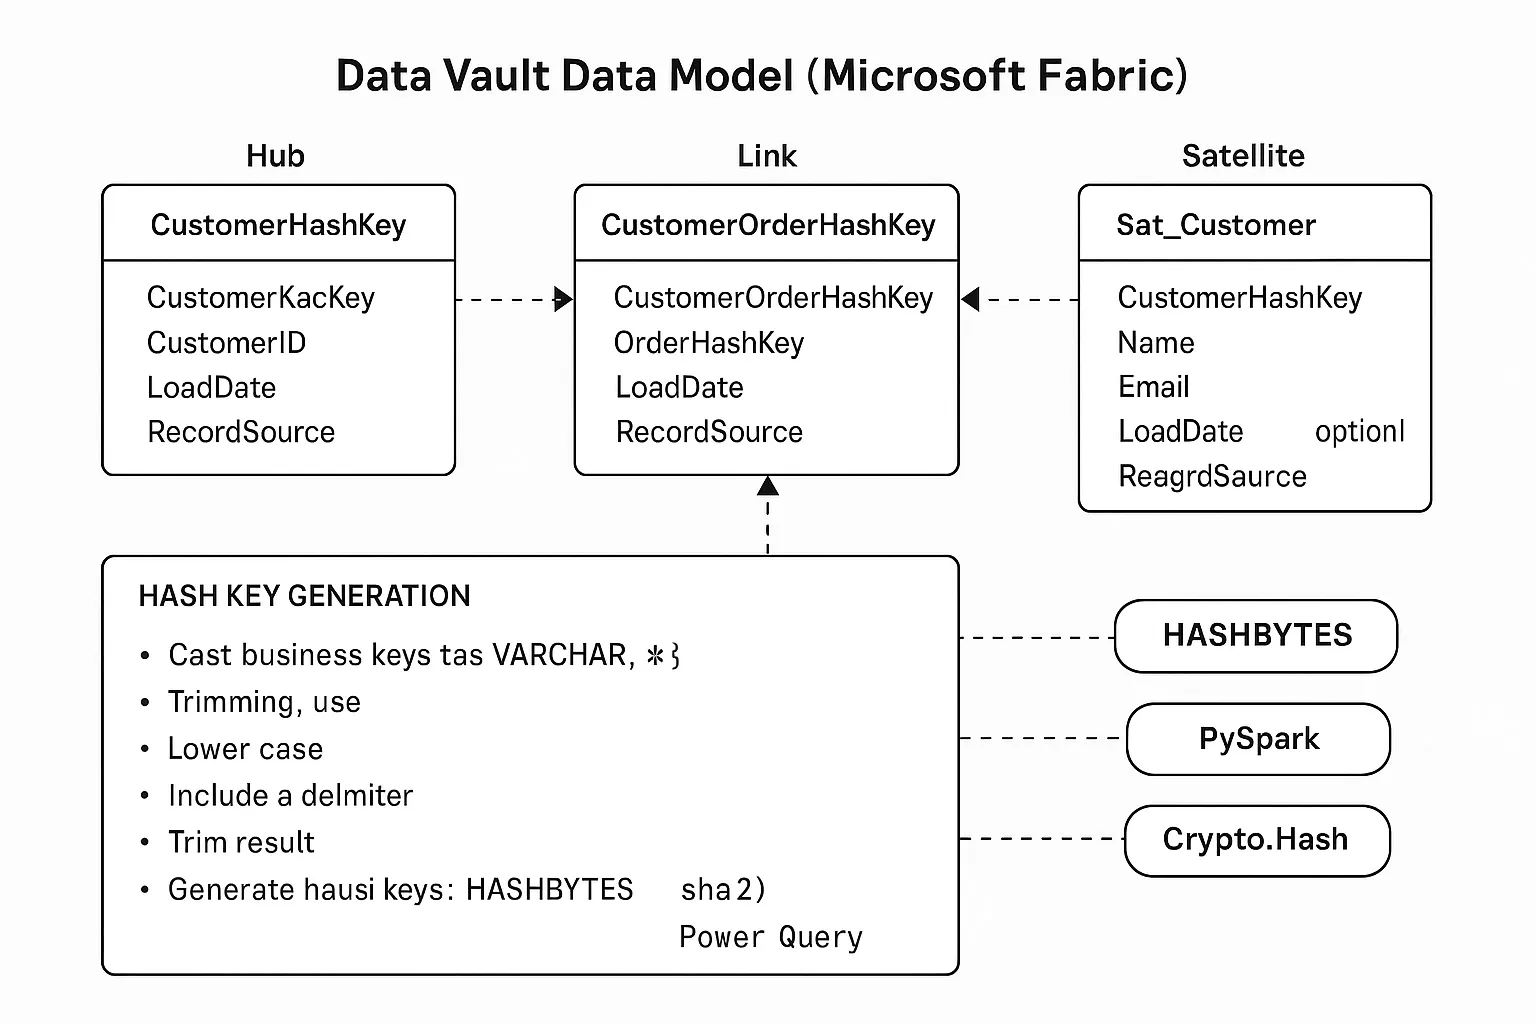 Data Vault Data Model (Microsoft Fabric)
Hub
CustomerHashKey
CustomerKacKey
CustomerID
LoadDate
RecordSource
Link
CustomerOrderHashKey
CustomerOrderHashKey
OrderHashKey
LoadDate
RecordSource
Satellite
Sat_Customer
CustomerHashKey
Name
Email
LoadDate optionl
ReagrdSaurce
HASH KEY GENERATION
• Cast business keys tas VARCHAR, *}
• Trimming, use
• Lower case
• Include a delmiter
• Trim result
• Generate hausi keys: HASHBYTES sha2)
Power Query
HASHBYTES
PySpark
Crypto.Hash